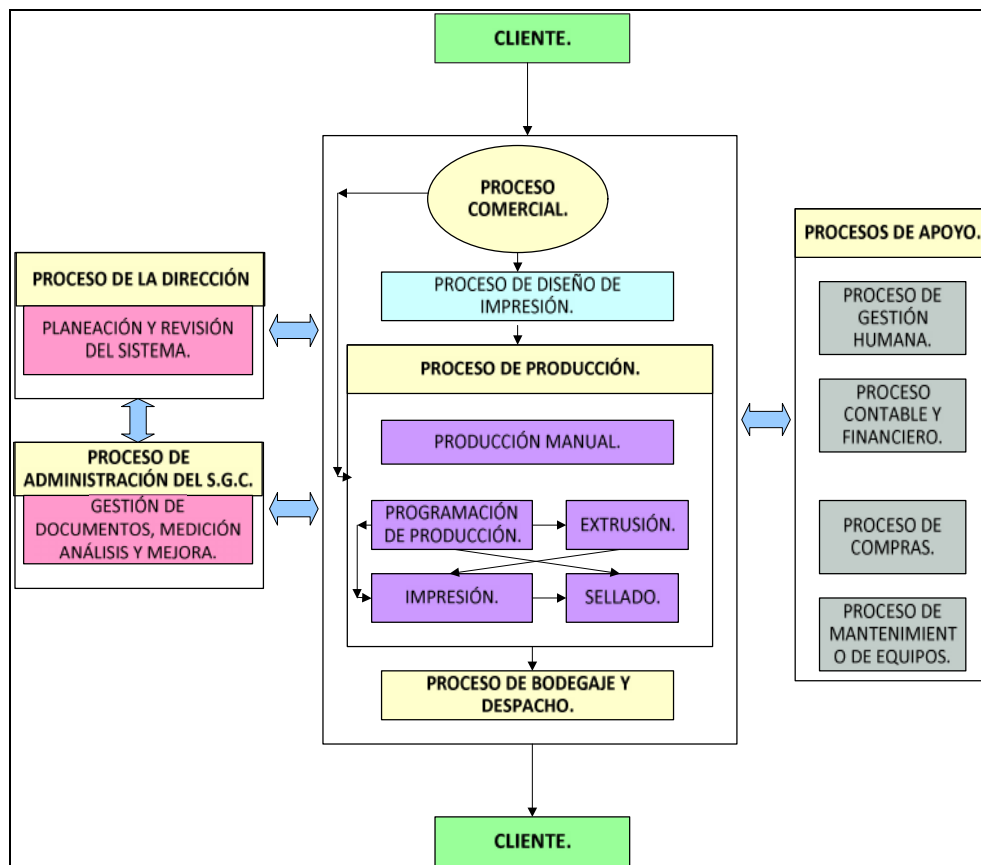 CLIENTE.
PROCESO
COMERCIAL.
PROCESO DE DISEÑO DE
IMPRESIÓN.
PROCESO DE PRODUCCIÓN.
PRODUCCIÓN MANUAL.
PROGRAMACIÓN
DE PRODUCCIÓN.
EXTRUSIÓN.
IMPRESIÓN.
SELLADO.
PROCESO DE BODEGAJE Y
DESPACHO.
CLIENTE.
PROCESO DE LA DIRECCIÓN
PLANEACIÓN Y REVISIÓN
DEL SISTEMA.
PROCESO DE
ADMINISTRACIÓN DEL S.G.C.
GESTIÓN DE
DOCUMENTOS, MEDICIÓN
ANÁLISIS Y MEJORA.
PROCESOS DE APOYO.
PROCESO DE
GESTIÓN
HUMANA.
PROCESO
CONTABLE Y
FINANCIERO.
PROCESO DE
COMPRAS.
PROCESO DE
MANTENIMIENT
O DE EQUIPOS.